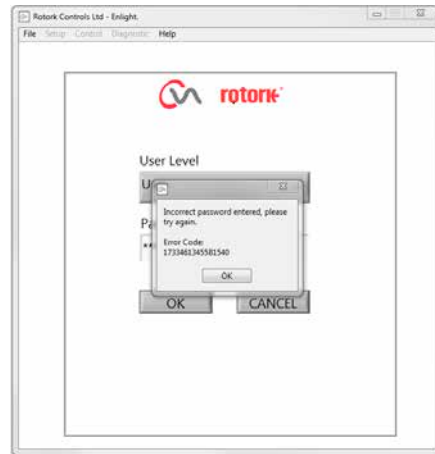 Rotork Controls Ltd - Enlight.
File Setup Control Diagnostic Help
rotork
User Level
U
Incorrect password entered, please
try again.
Pa
Error Code:
1733461345581540
**
OK
OK CANCEL